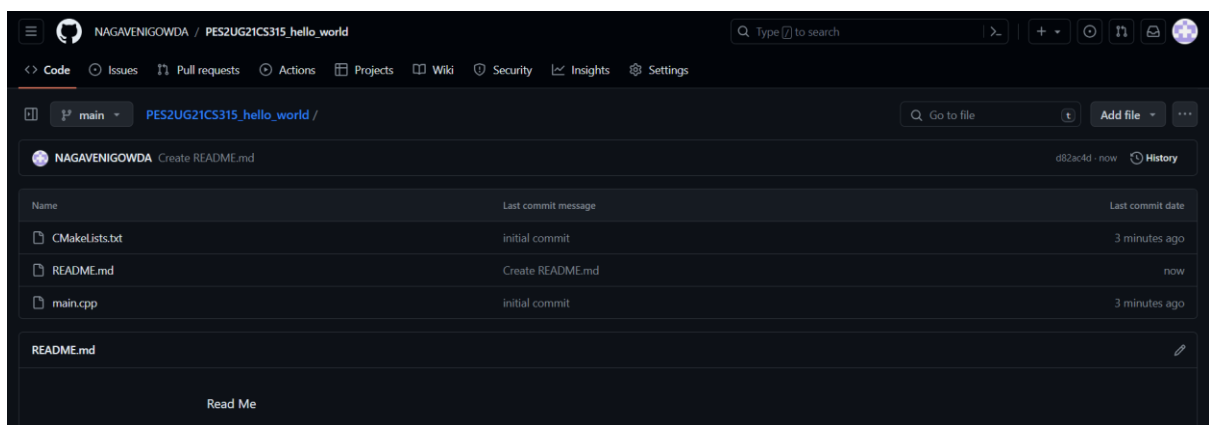 NAGAVENIGOWDA / PES2UG21CS315_hello_world
Type / to search
<> Code Issues Pull requests Actions Projects Wiki Security Insights Settings
main PES2UG21CS315_hello_world / Go to file t Add file
NAGAVENIGOWDA Create README.md d82ac4d · now History
Name Last commit message Last commit date
CMakeLists.txt initial commit 3 minutes ago
README.md Create README.md now
main.cpp initial commit 3 minutes ago
README.md
Read Me